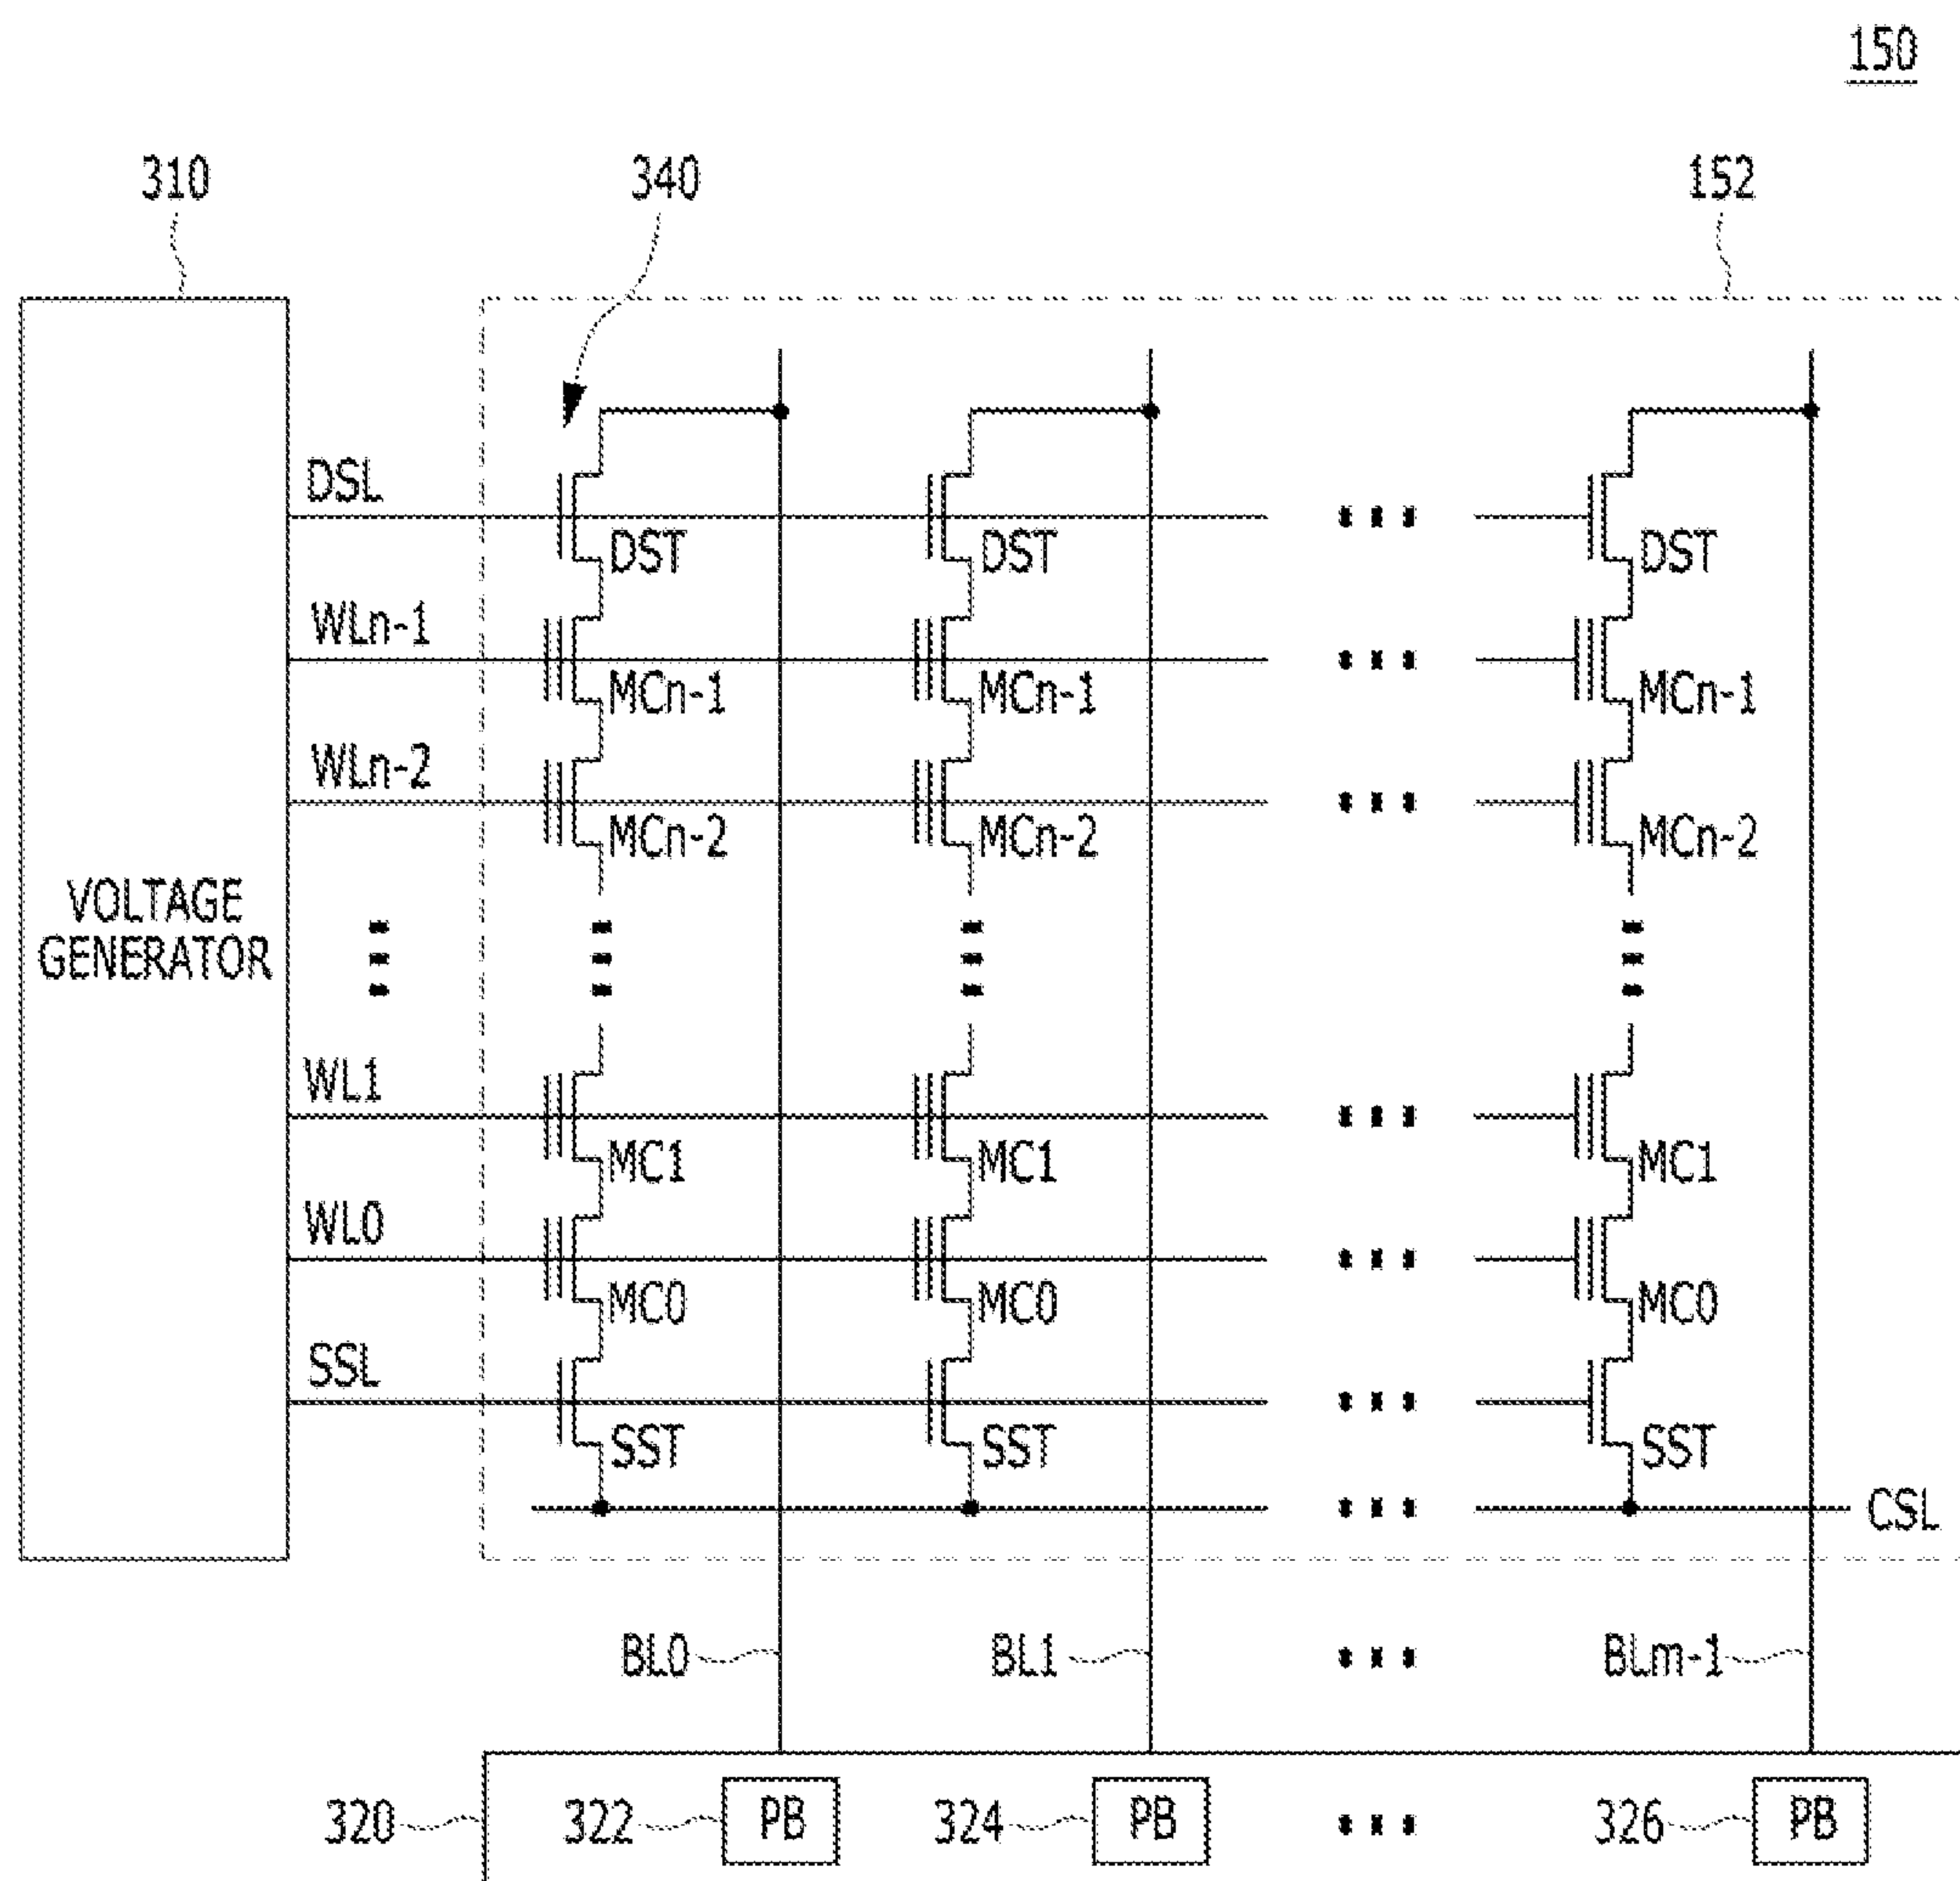 150
310 340 152
DSL
DST DST DST
WLn-1
MCn-1 MCn-1 MCn-1
WLn-2
MCn-2 MCn-2 MCn-2
VOLTAGE
GENERATOR
WL1
MC1 MC1 MC1
WL0
MC0 MC0 MC0
SSL
SST SST SST
CSL
BL0 BL1 BLm-1
320 322 PB 324 PB 326 PB